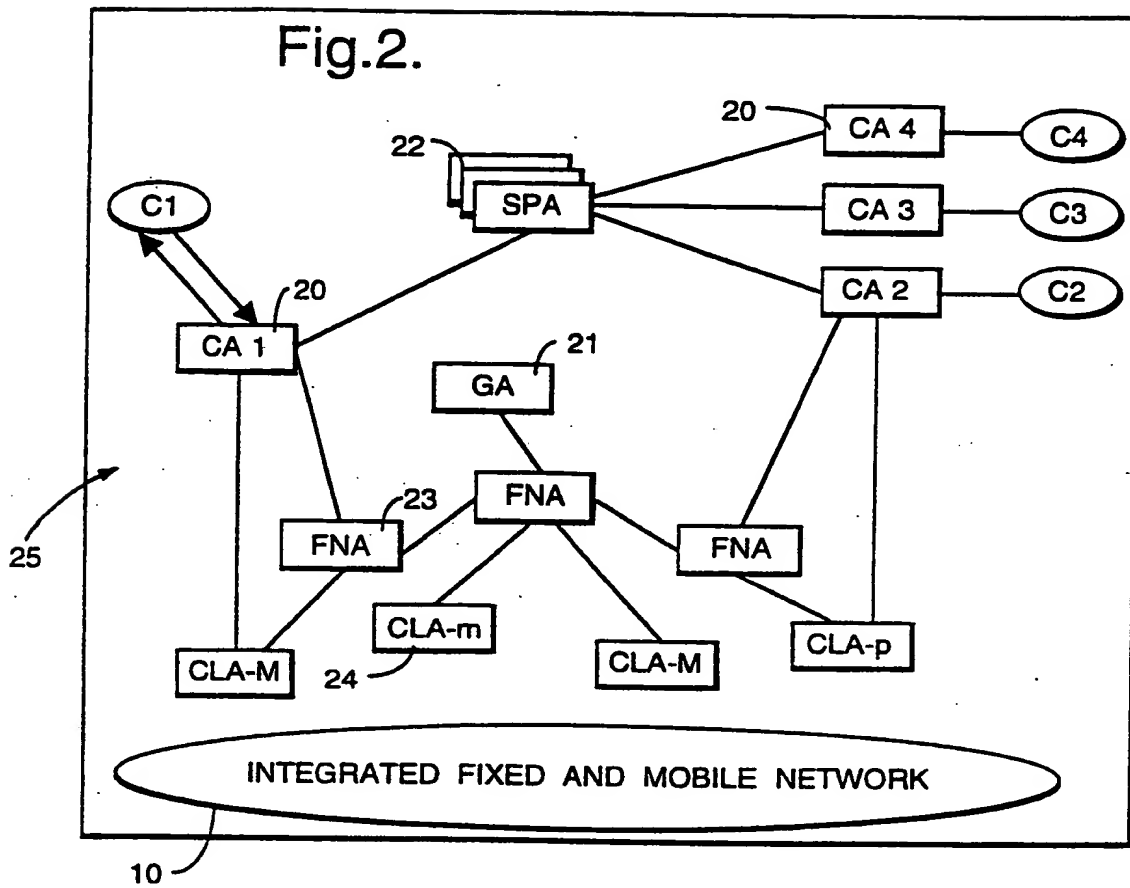 Fig.2.
20
CA 4
C4
22
SPA
CA 3
C3
C1
CA 2
C2
20
CA 1
21
GA
FNA
23
FNA
FNA
25
CLA-m
CLA-p
CLA-M
24
CLA-M
INTEGRATED FIXED AND MOBILE NETWORK
10